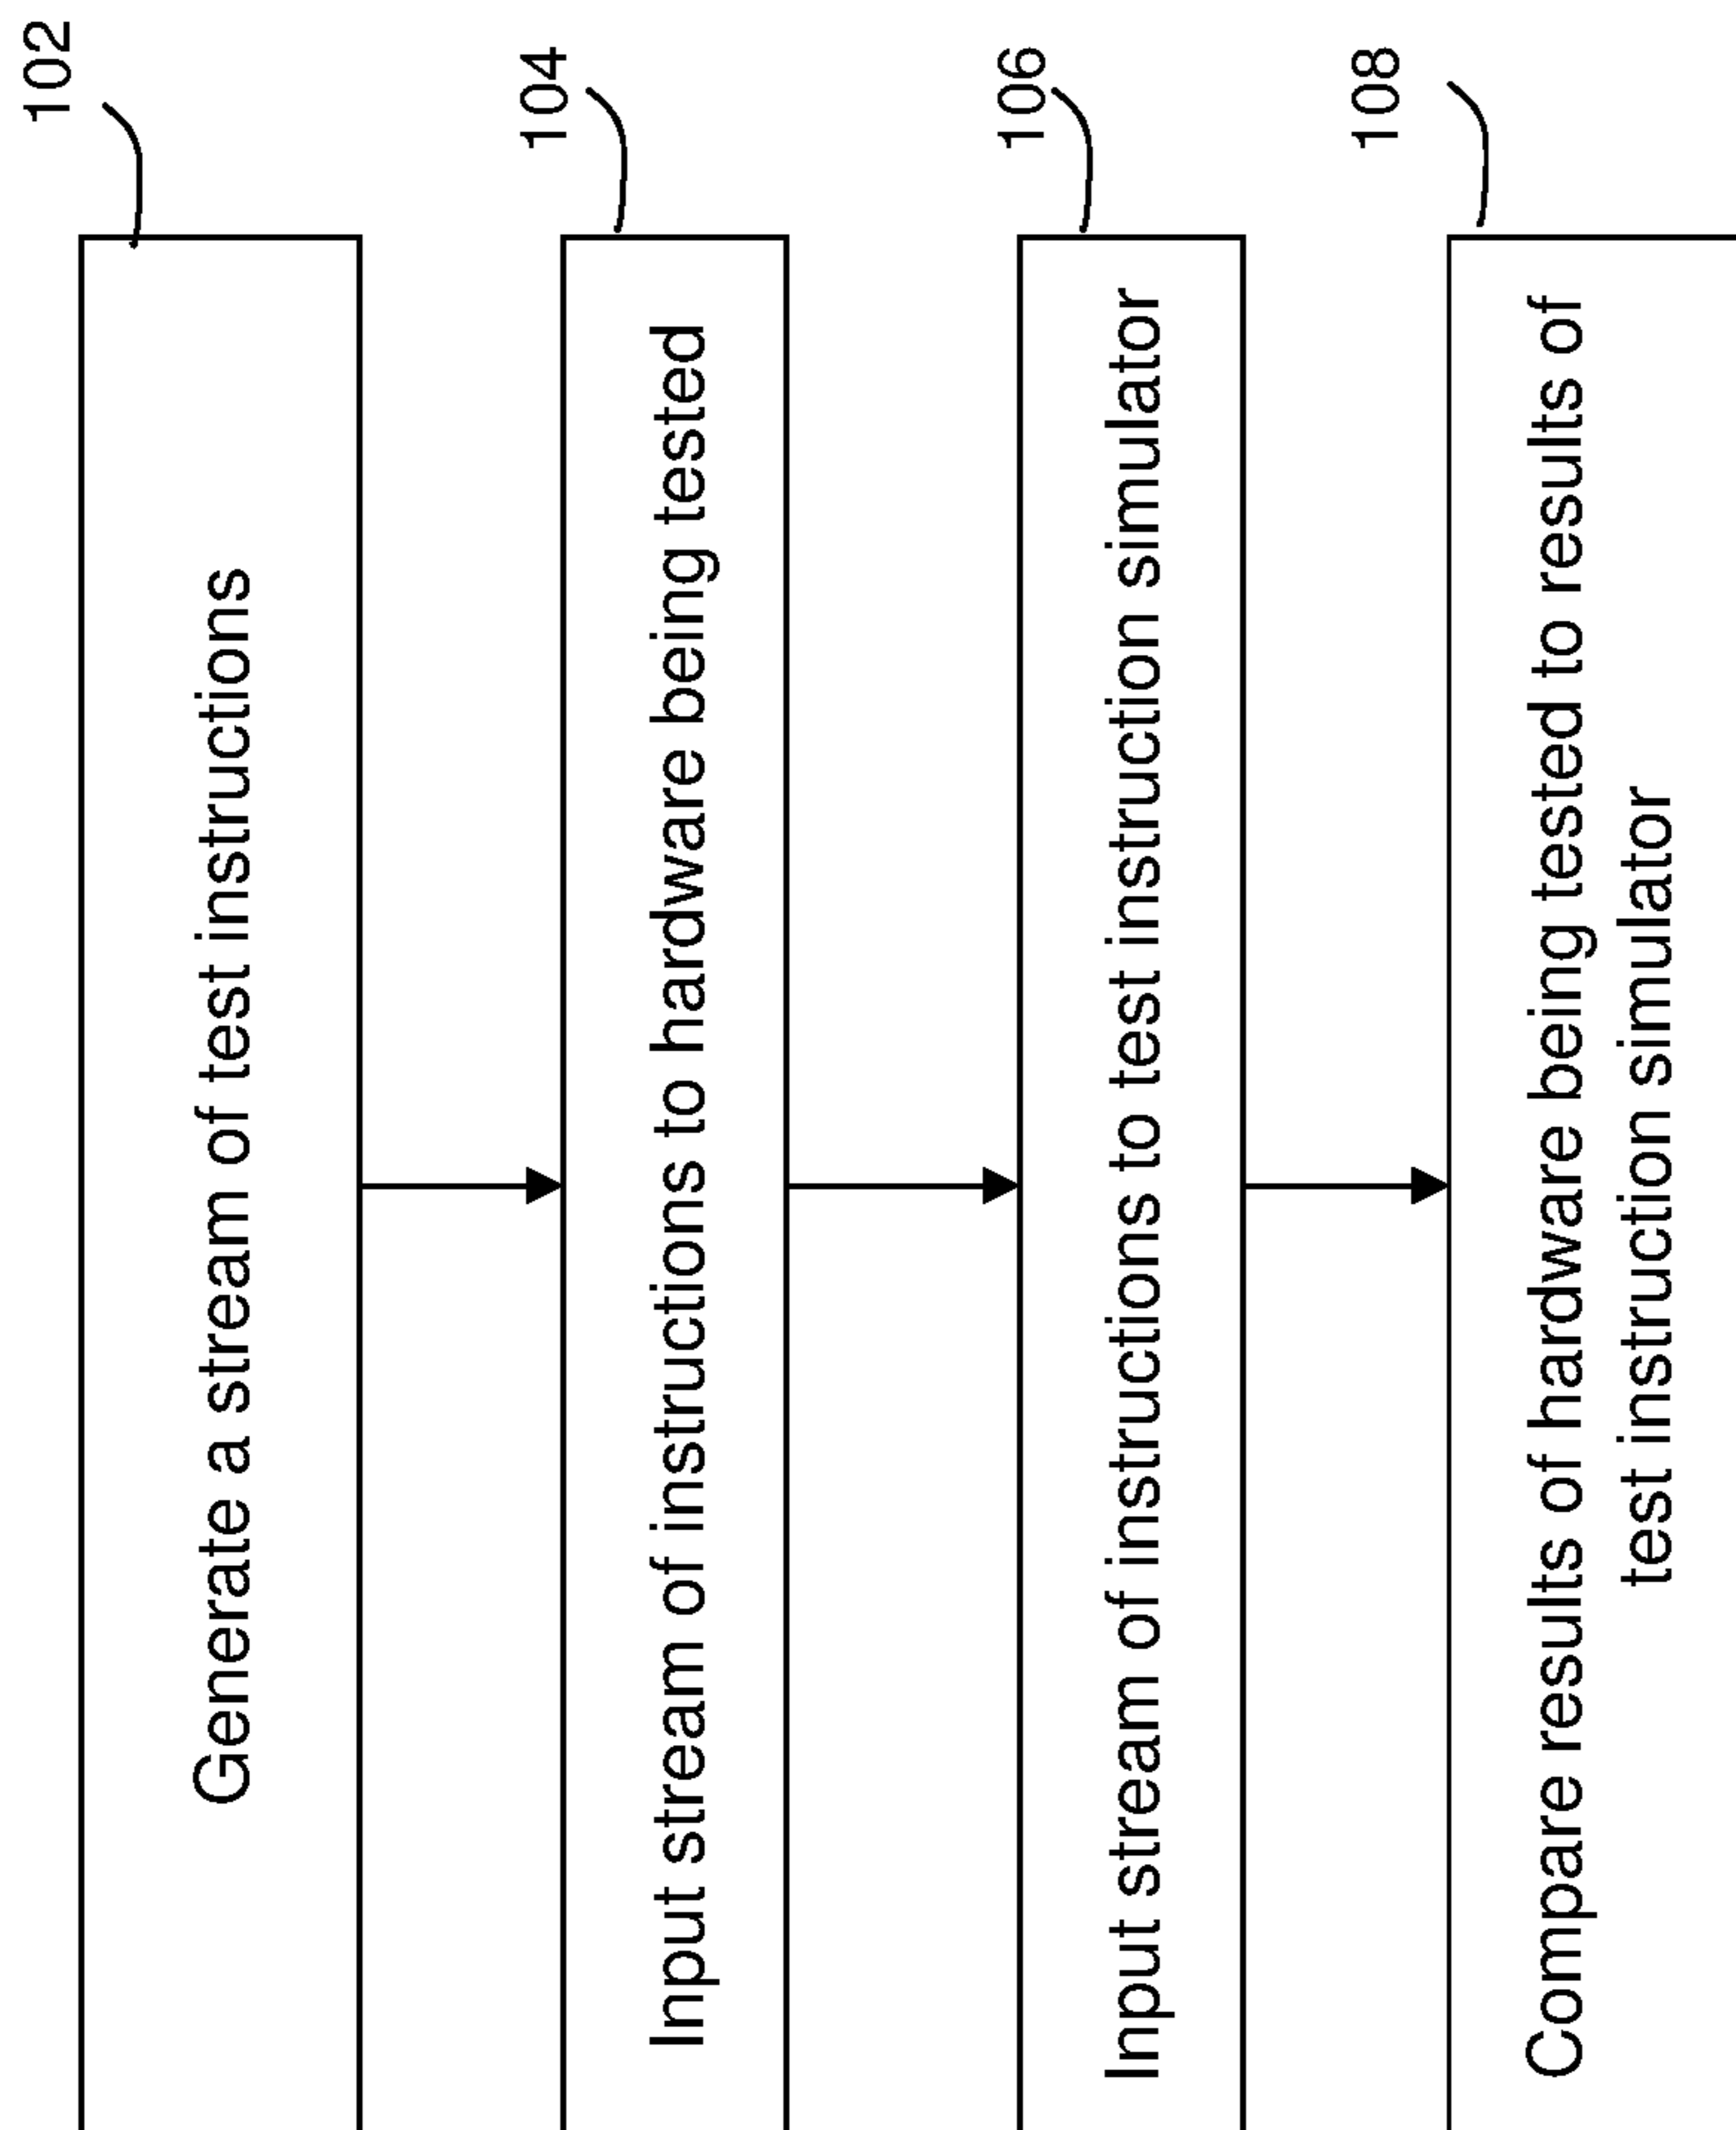 102
Generate a stream of test instructions
104
Input stream of instructions to hardware being tested
106
Input stream of instructions to test instruction simulator
108
Compare results of hardware being tested to results of
test instruction simulator